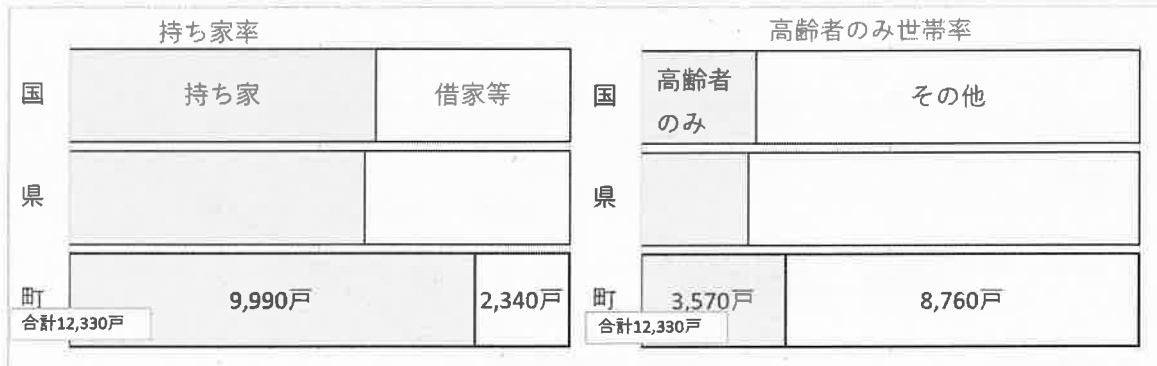 持ち家率
国
持ち家
借家等
県
町
9,990戸
2,340戸
合計12,330戸
高齢者のみ世帯率
国
高齢者
のみ
その他
県
町
3,570戸
8,760戸
合計12,330戸